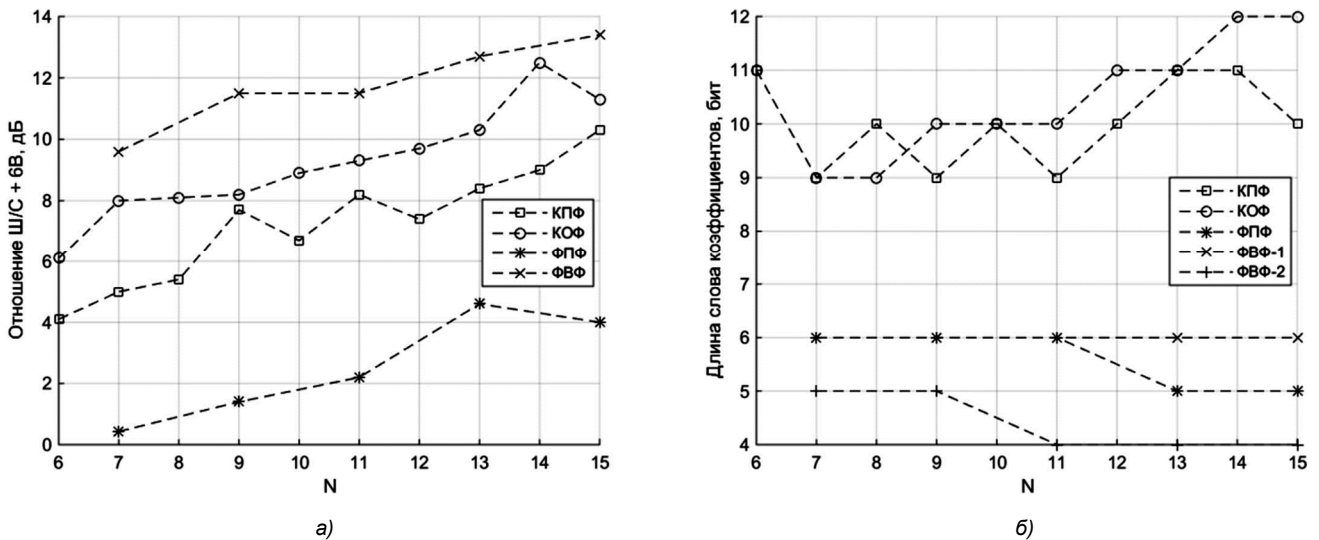 Отношение Ш/С + 6В, дБ
14
12
10
8
6
4
2
0
6 7 8 9 10 11 12 13 14 15
N
КПФ
КОФ
ФПФ
ФВФ
а)
Длина слова коэффициентов, бит
12
11
10
9
8
7
6
5
4
6 7 8 9 10 11 12 13 14 15
N
КПФ
КОФ
ФПФ
ФВФ-1
ФВФ-2
б)